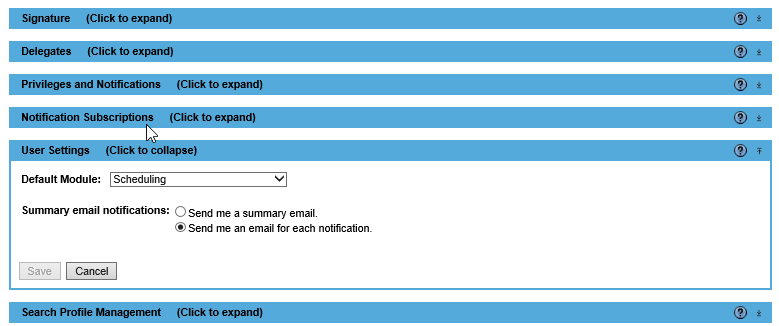 Signature (Click to expand) ?
Delegates (Click to expand) ?
Privileges and Notifications (Click to expand) ?
Notification Subscriptions (Click to expand) ?
User Settings (Click to collapse) ?
Default Module: Scheduling
Summary email notifications: Send me a summary email.
Send me an email for each notification.
Save Cancel
Search Profile Management (Click to expand) ?